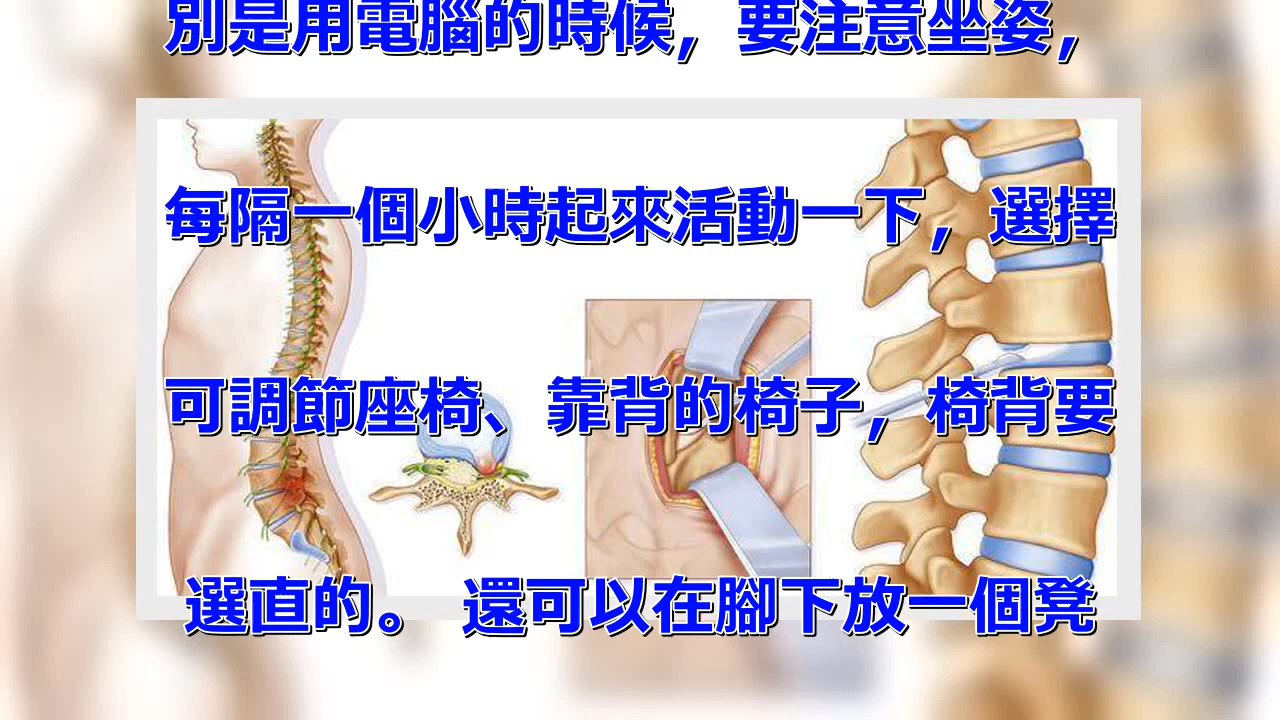 別是用電腦的時候，要注意坐姿，
每隔一個小時起來活動一下，選擇
可調節座椅、靠背的椅子，椅背要
選直的。 還可以在腳下放一個凳